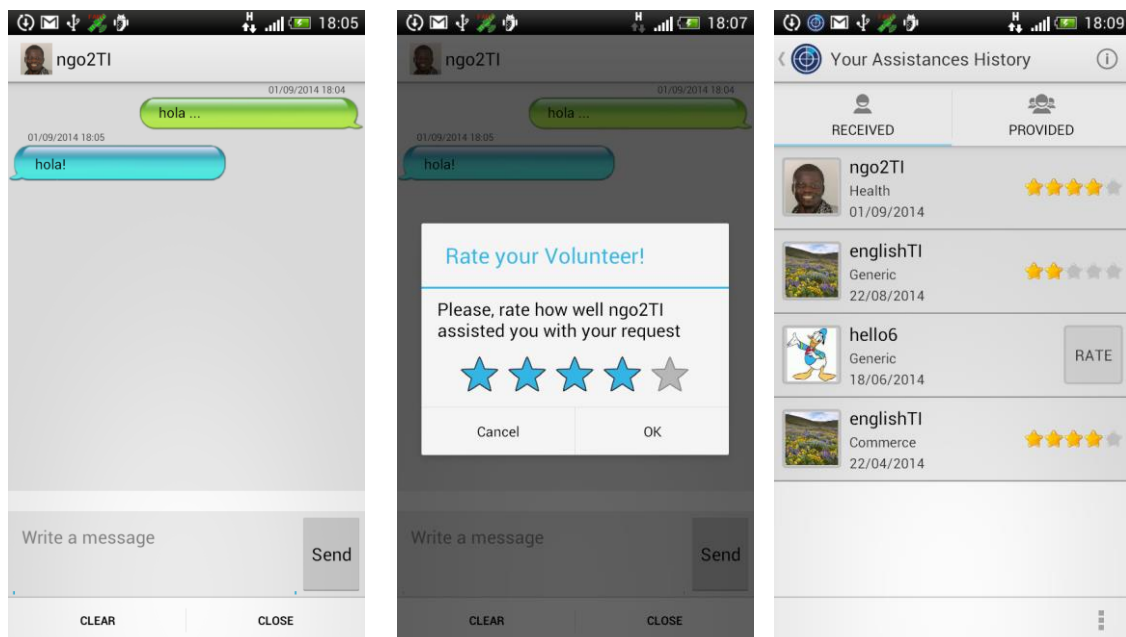 H
18:05
ngo2TI
01/09/2014 18:04
hola ...
01/09/2014 18:05
hola!
Write a message
Send
CLEAR
CLOSE
H
18:07
ngo2TI
01/09/2014 18:04
hola ...
01/09/2014 18:05
hola!
Rate your Volunteer!
Please, rate how well ngo2TI
assisted you with your request
Cancel
OK
Write a message
Send
CLEAR
CLOSE
H
18:09
Your Assistances History
RECEIVED
PROVIDED
ngo2TI
Health
01/09/2014
englishTI
Generic
22/08/2014
hello6
Generic
18/06/2014
RATE
englishTI
Commerce
22/04/2014